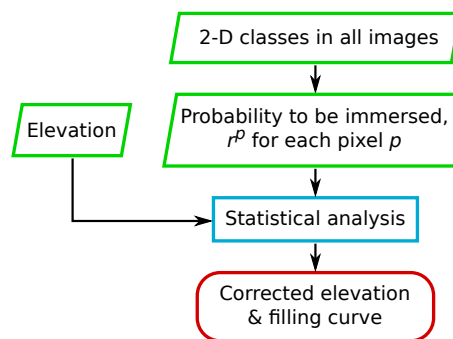 2-D classes in all images
Probability to be immersed,
r^p for each pixel p
Elevation
Statistical analysis
Corrected elevation
& filling curve